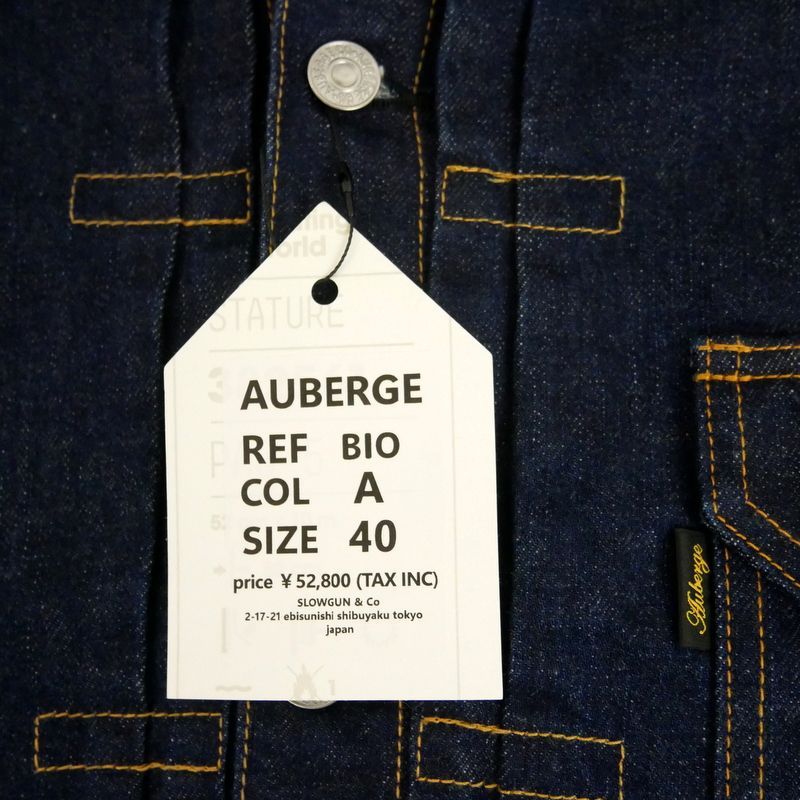 STATURE
AUBERGE
REF BIO
COL A
SIZE 40
price ¥52,800 (TAX INC)
SLOWGUN & Co
2-17-21 ebisunishi shibuyaku tokyo
japan
Auberge